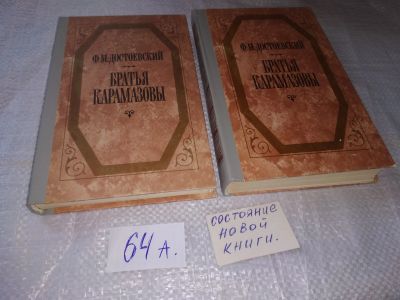 Ф. М. ДОСТОЕВСКИЙ
БРАТЬЯ
КАРАМАЗОВЫ
Ф. М. ДОСТОЕВСКИЙ
БРАТЬЯ
КАРАМАЗОВЫ
64 А.
СОСТОЯНИЕ
НОВОЙ
КНИГИ.